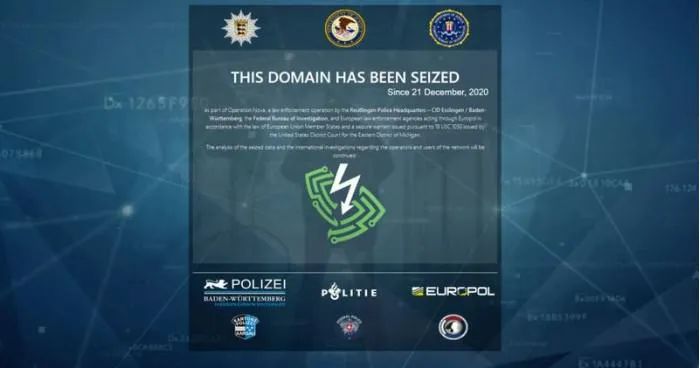 Dx 1265F9
THIS DOMAIN HAS BEEN SEIZED
Since 21 December, 2020
As part of Operation Nova, a law enforcement operation by the Reutlingen Police Headquarters – CID Esslingen / Baden-
Württemberg, the Federal Bureau of Investigation, and European law enforcement agencies acting through Europol in
accordance with the law of European Union Member States and a seizure warrant issued pursuant to 18 USC 1030 issued by
the United States District Court for the Eastern District of Michigan.
The analysis of the seized data and the international investigations regarding the operators and users of the network will be
continued
POLIZEI
BADEN-WÜRTTEMBERG
POLITIE
EUROPOL
KANTONS
POLIZEI